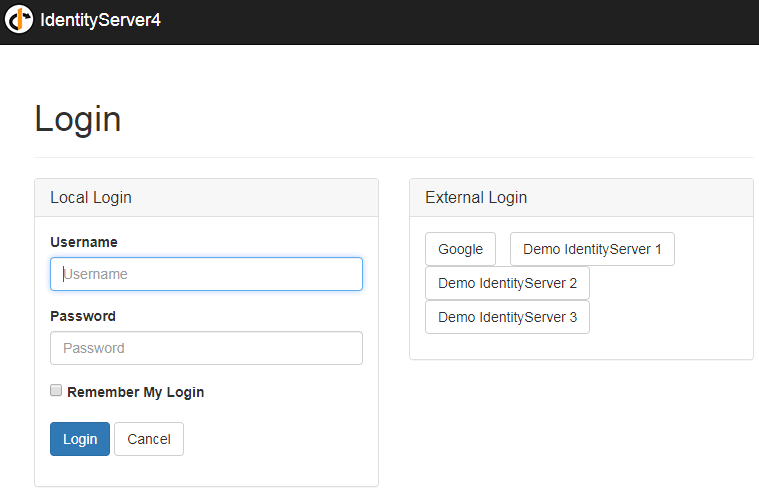 IdentityServer4
Login
Local Login
Username
Username
Password
Password
Remember My Login
Login Cancel
External Login
Google Demo IdentityServer 1
Demo IdentityServer 2
Demo IdentityServer 3